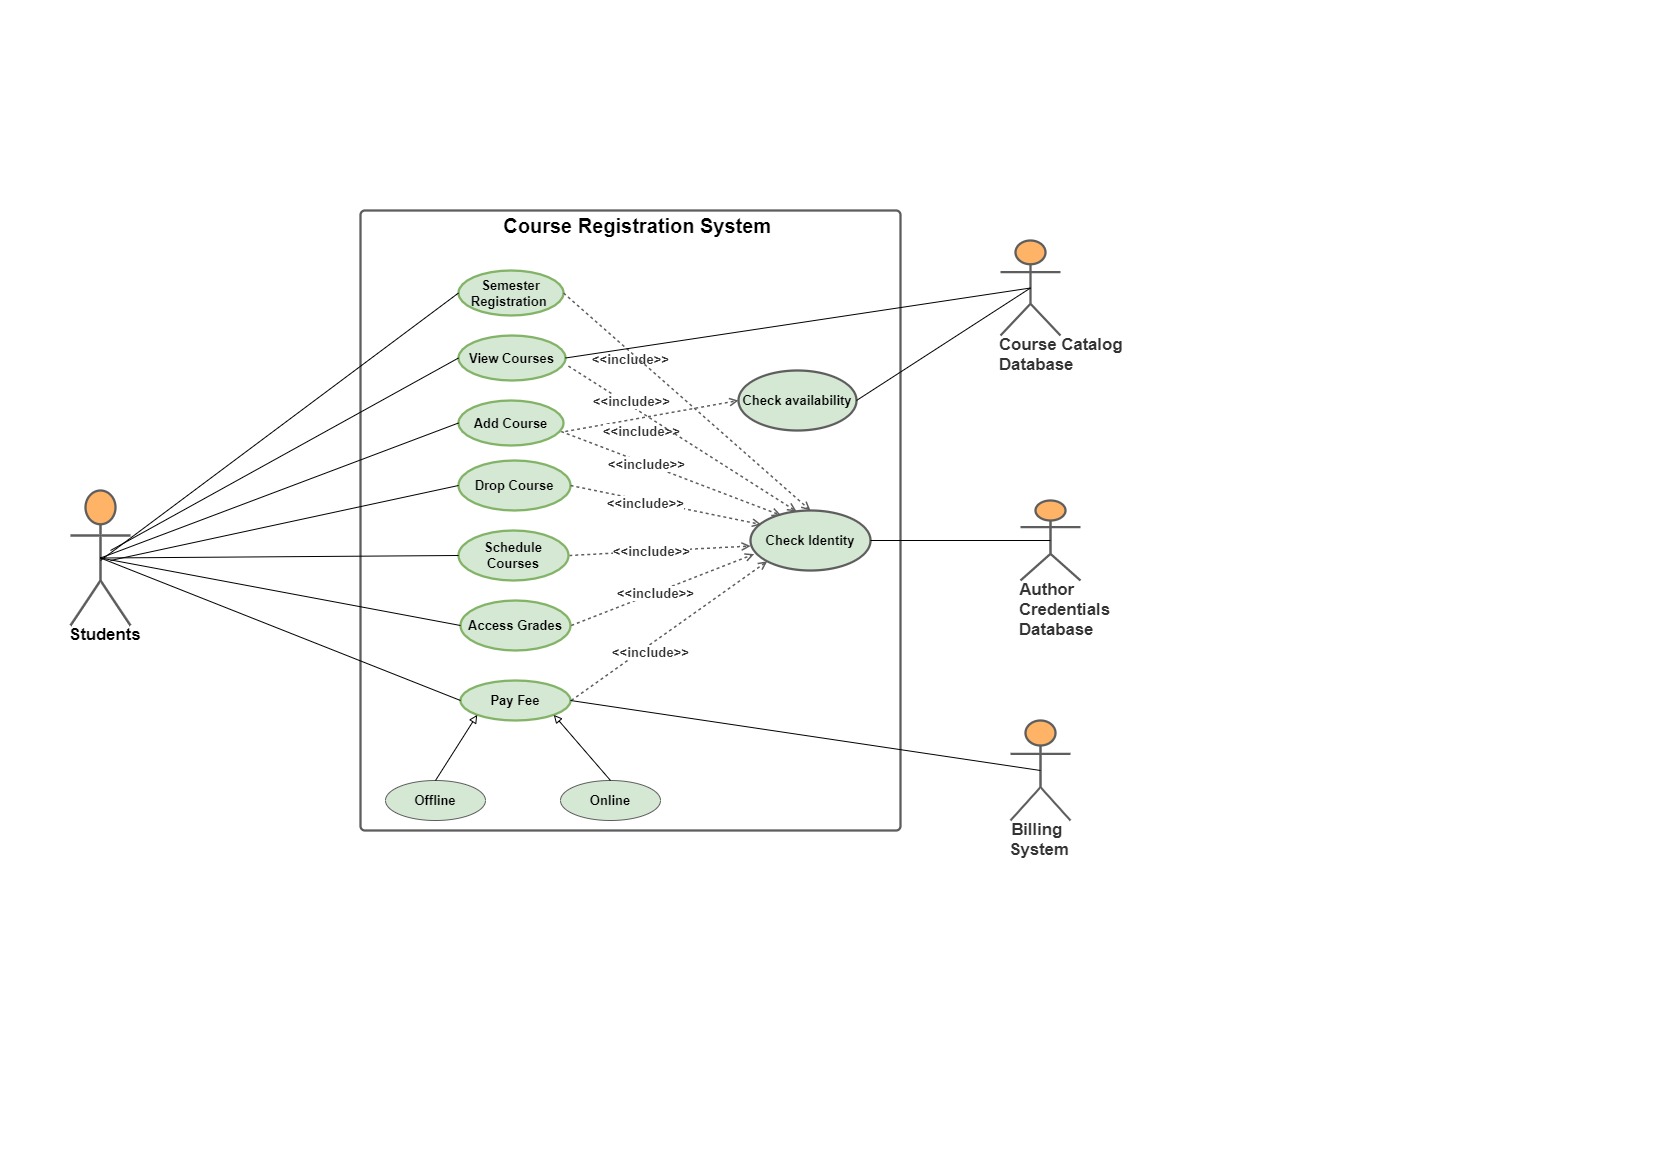 Course Registration System
Semester
Registration
View Courses
<<include>>
Course Catalog
Database
<<include>>
Check availability
Add Course
<<include>>
<<include>>
Drop Course
<<include>>
Schedule
Courses
<<include>>
Check Identity
Author
Credentials
Database
<<include>>
Access Grades
Students
<<include>>
Pay Fee
Offline
Online
Billing
System